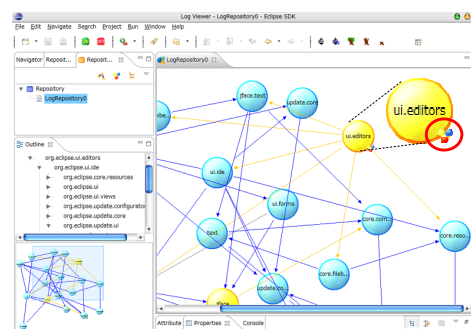 Log Viewer - LogRepository0 - Eclipse SDK
File Edit Navigate Search Project Run Window Help
Navigator Reposit... Reposit...
Repository
LogRepository0
LogRepository0
jface.text
update.core
ui.editors
ui.editors
ui.ide
ui.forms
text
core.com...
core.reso...
core.fileb...
update.co...
jface
Outline
org.eclipse.ui.editors
org.eclipse.ui.ide
org.eclipse.core.resources
org.eclipse.ui
org.eclipse.ui.views
org.eclipse.update.configurator
org.eclipse.update.core
org.eclipse.update.ui
Attribute Properties Console